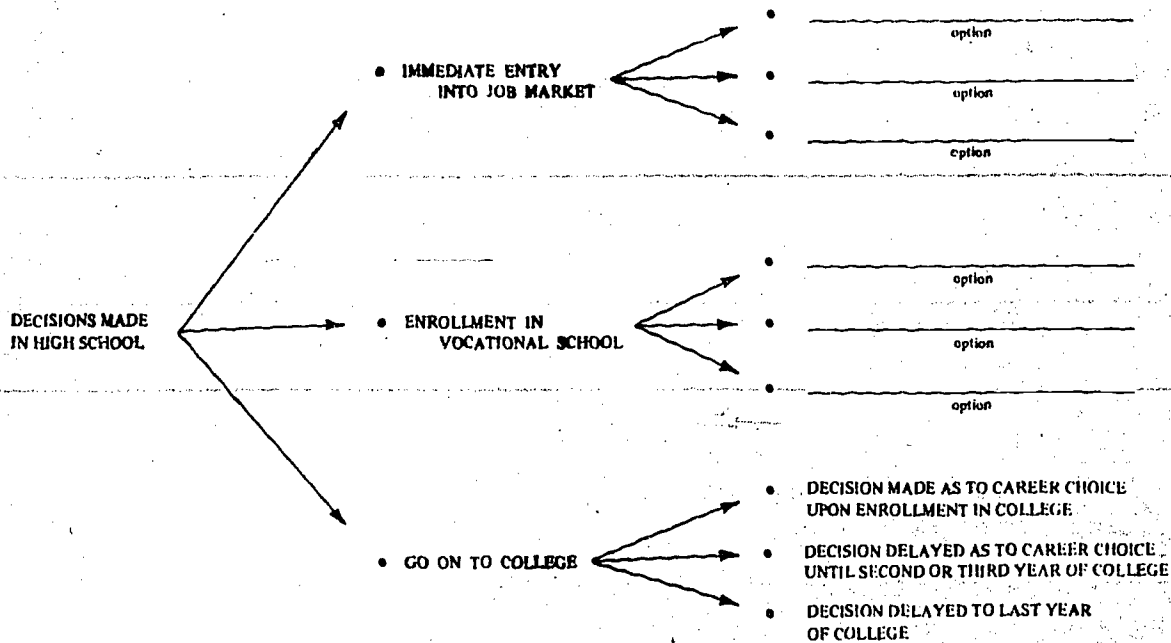 option
• IMMEDIATE ENTRY
INTO JOB MARKET
option
option
option
DECISIONS MADE
IN HIGH SCHOOL
• ENROLLMENT IN
VOCATIONAL SCHOOL
option
option
• DECISION MADE AS TO CAREER CHOICE
UPON ENROLLMENT IN COLLEGE
• GO ON TO COLLEGE
• DECISION DELAYED AS TO CAREER CHOICE
UNTIL SECOND OR THIRD YEAR OF COLLEGE
• DECISION DELAYED TO LAST YEAR
OF COLLEGE